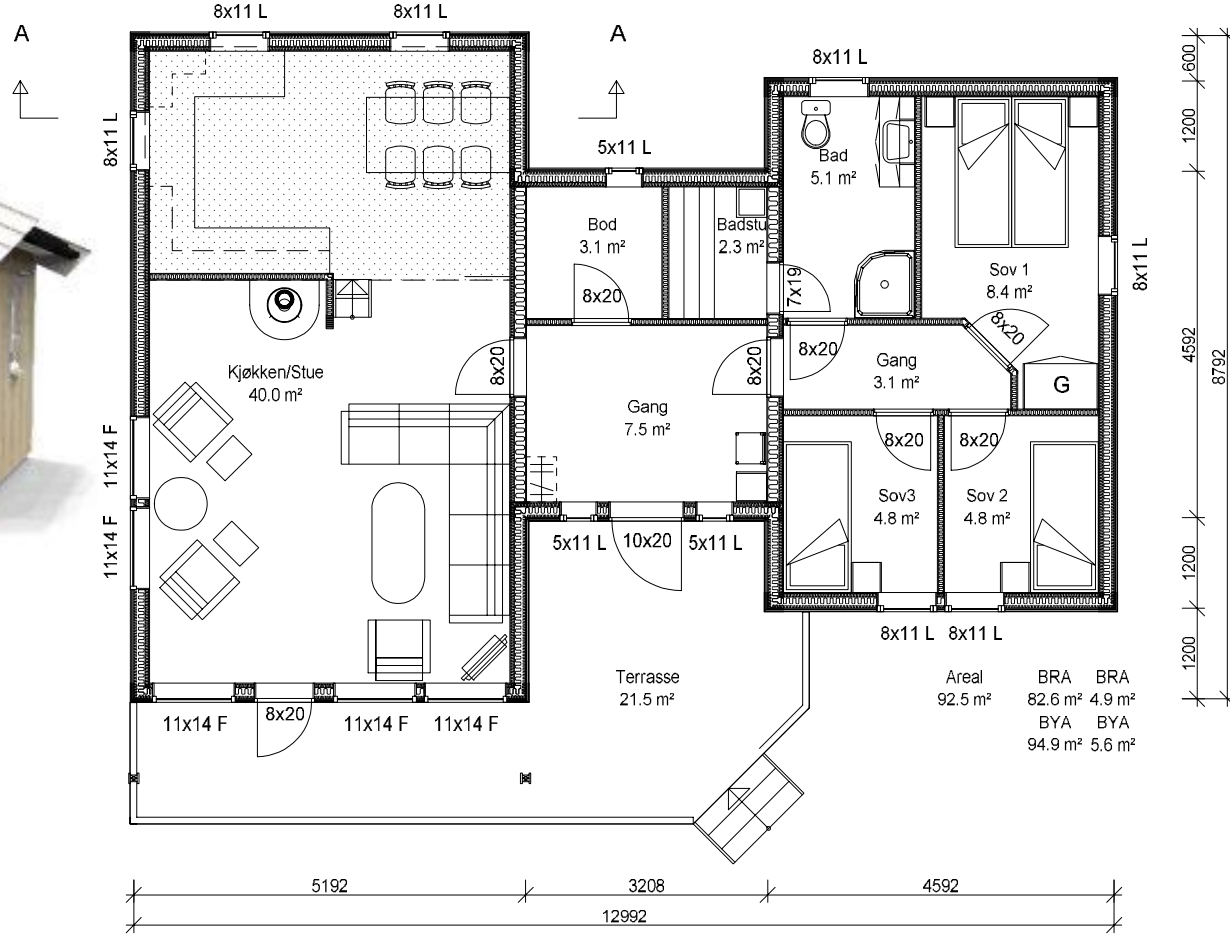 8x11 L
8x11 L
A
A
8x11 L
600
1200
8x11 L
5x11 L
Bad
5.1 m²
Bod
3.1 m²
Badstu
2.3 m²
Sov 1
8.4 m²
8x11 L
8x20
7x19
8x20
8x20
8x20
8x20
Gang
3.1 m²
G
4592
8792
Kjøkken/Stue
40.0 m²
Gang
7.5 m²
11x14 F
8x20
8x20
Sov3
4.8 m²
Sov 2
4.8 m²
11x14 F
5x11 L
10x20
5x11 L
1200
8x11 L
8x11 L
1200
Terrasse
21.5 m²
Areal
92.5 m²
BRA
82.6 m²
BYA
94.9 m²
BRA
4.9 m²
BYA
5.6 m²
11x14 F
8x20
11x14 F
11x14 F
5192
3208
4592
12992